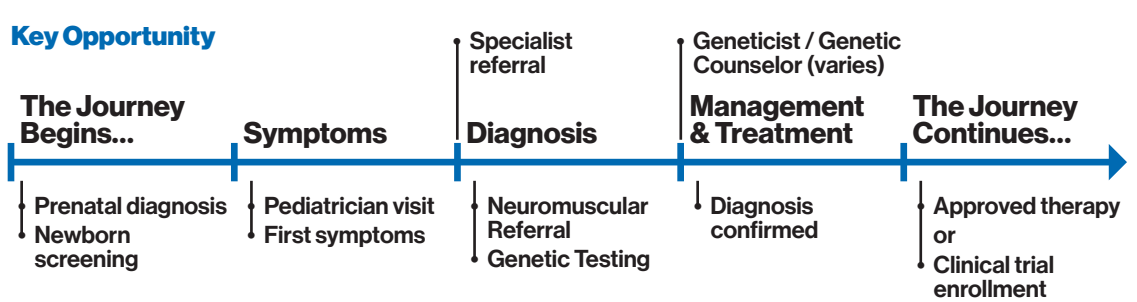 Key Opportunity
Specialist
referral
Geneticist / Genetic
Counselor (varies)
The Journey
Begins...
Symptoms
Diagnosis
Management
& Treatment
The Journey
Continues...
Prenatal diagnosis
Newborn
screening
Pediatrician visit
First symptoms
Neuromuscular
Referral
Genetic Testing
Diagnosis
confirmed
Approved therapy
or
Clinical trial
enrollment